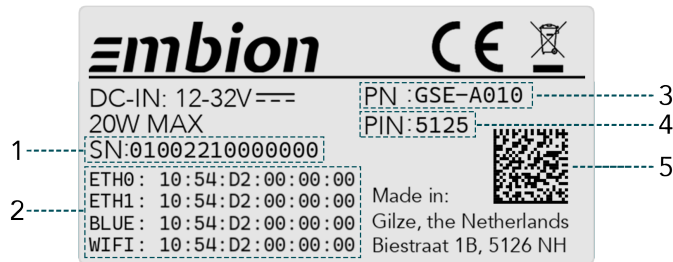 embion CE
DC-IN: 12-32V
20W MAX
SN:01002210000000
ETH0: 10:54:D2:00:00:00
ETH1: 10:54:D2:00:00:00
BLUE: 10:54:D2:00:00:00
WIFI: 10:54:D2:00:00:00
PN :GSE-A010
PIN:5125
Made in:
Gilze, the Netherlands
Biestraat 1B, 5126 NH
1
2
3
4
5